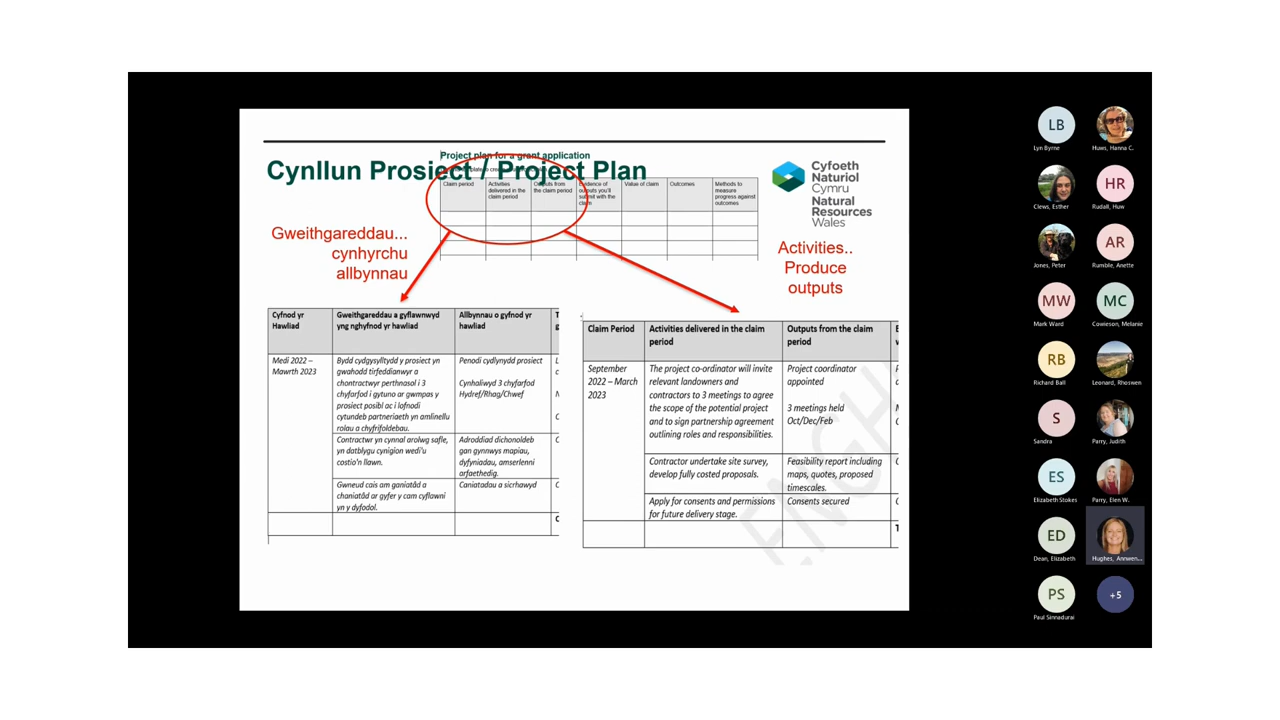 Cynllun Prosiect / Project Plan
Project plan for a grant application
Claim period
Activities
delivered in the
claim period
Outputs from
the claim period
Evidence of
outputs you'll
submit with the
claim
Value of claim
Outcomes
Methods to
measure
progress against
outcomes
Cyfoeth
Naturiol
Cymru
Natural
Resources
Wales
Gweithgareddau...
cynhyrchu
allbynnau
Activities..
Produce
outputs
Cyfnod yr
Hawliad
Gweithgareddau a gyflawnwyd
yng nghyfnod yr hawliad
Allbynnau o gyfnod yr
hawliad
Medi 2022 –
Mawrth 2023
Bydd cydgysylltydd y prosiect yn
gwahodd tirfeddianwyr a
chontractwyr perthnasol i 3
chyfarfod i gytuno ar gwmpas y
prosiect posibl ac i lofnodi
cytundeb partneriaeth yn amlinellu
rolau a chyfrifoldebau.
Penodi cydlynydd prosiect
Cynhaliwyd 3 chyfarfod
Hydref/Rhag/Chwef
Contractwr yn cynnal arolwg safle,
yn datblygu cynigion wedi'u
costio'n llawn.
Adroddiad dichonoldeb
gan gynnwys mapiau,
dyfyniadau, amserlenni
arfaethedig.
Gwneud cais am ganiatâd a
chaniatâd ar gyfer y cam cyflawni
yn y dyfodol.
Caniatadau a sicrhawyd
Claim Period
Activities delivered in the claim
period
Outputs from the claim
period
September
2022 – March
2023
The project co-ordinator will invite
relevant landowners and
contractors to 3 meetings to agree
the scope of the potential project
and to sign partnership agreement
outlining roles and responsibilities.
Project coordinator
appointed
3 meetings held
Oct/Dec/Feb
Contractor undertake site survey,
develop fully costed proposals.
Feasibility report including
maps, quotes, proposed
timescales.
Apply for consents and permissions
for future delivery stage.
Consents secured
LB
Lyn Byrne
Huws, Hanna C.
Clews, Esther
HR
Rudall, Huw
Jones, Peter
AR
Rumble, Anette
MW
Mark Ward
MC
Cowieson, Melanie
RB
Richard Ball
Leonard, Rhoswen
S
Sandra
Parry, Judith
ES
Elizabeth Stokes
Parry, Elen W.
ED
Dean, Elizabeth
Hughes, Annwen...
PS
Paul Sinnadurai
+5